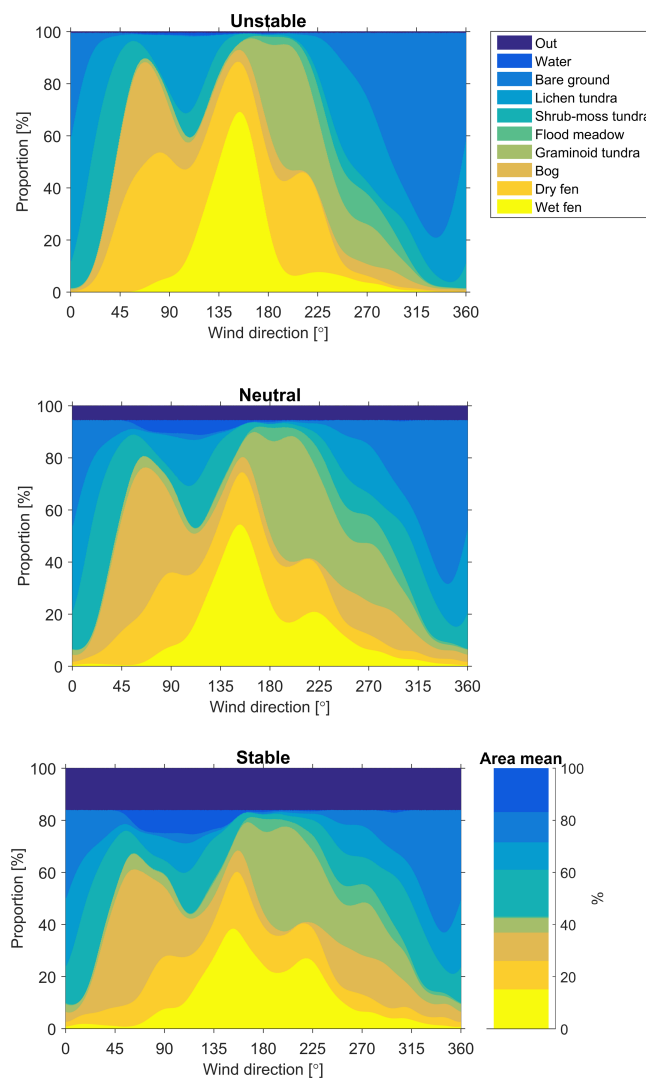 Unstable
100
80
60
40
20
0
Proportion [%]
0 45 90 135 180 225 270 315 360
Wind direction [°]
Out
Water
Bare ground
Lichen tundra
Shrub-moss tundra
Flood meadow
Graminoid tundra
Bog
Dry fen
Wet fen
Neutral
100
80
60
40
20
0
Proportion [%]
0 45 90 135 180 225 270 315 360
Wind direction [°]
Stable
100
80
60
40
20
0
Proportion [%]
0 45 90 135 180 225 270 315 360
Wind direction [°]
Area mean
100
80
60
40
20
0
%